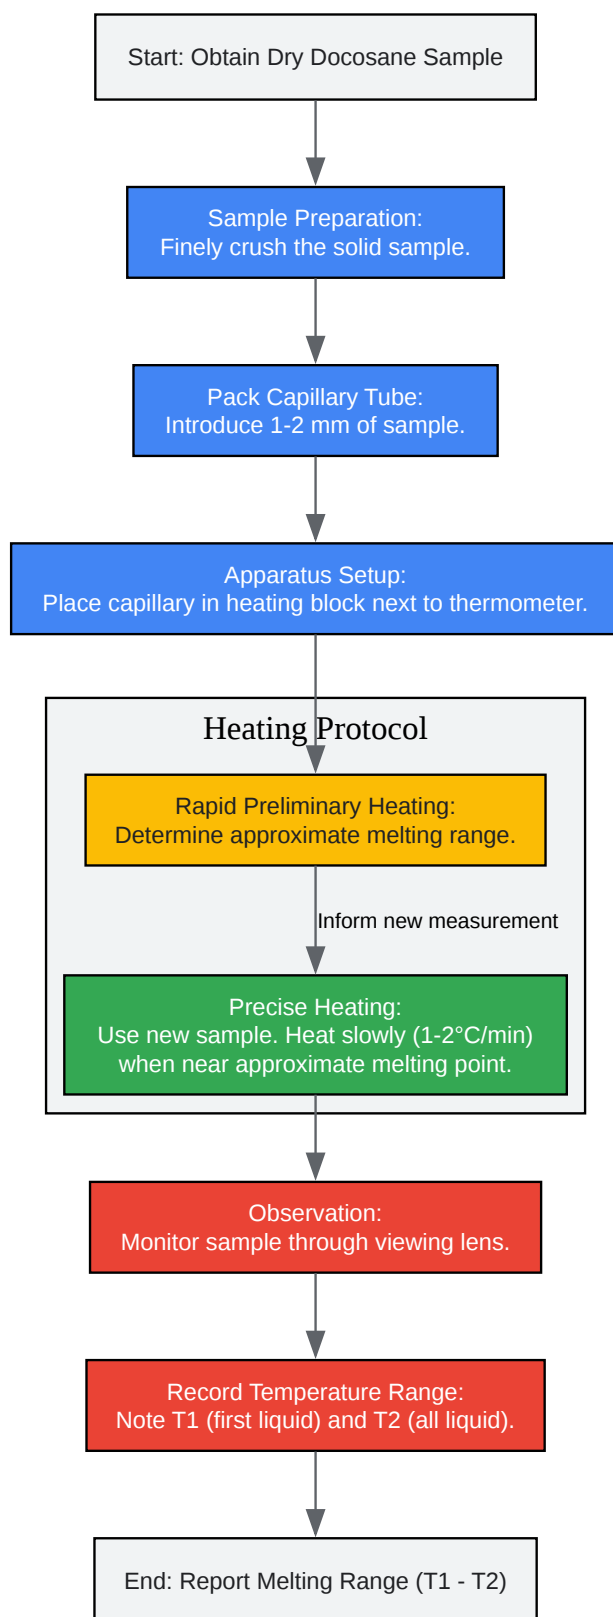 Start: Obtain Dry Docosane Sample
Sample Preparation:
Finely crush the solid sample.
Pack Capillary Tube:
Introduce 1-2 mm of sample.
Apparatus Setup:
Place capillary in heating block next to thermometer.
Heating Protocol
Rapid Preliminary Heating:
Determine approximate melting range.
Inform new measurement
Precise Heating:
Use new sample. Heat slowly (1-2°C/min)
when near approximate melting point.
Observation:
Monitor sample through viewing lens.
Record Temperature Range:
Note T1 (first liquid) and T2 (all liquid).
End: Report Melting Range (T1 - T2)